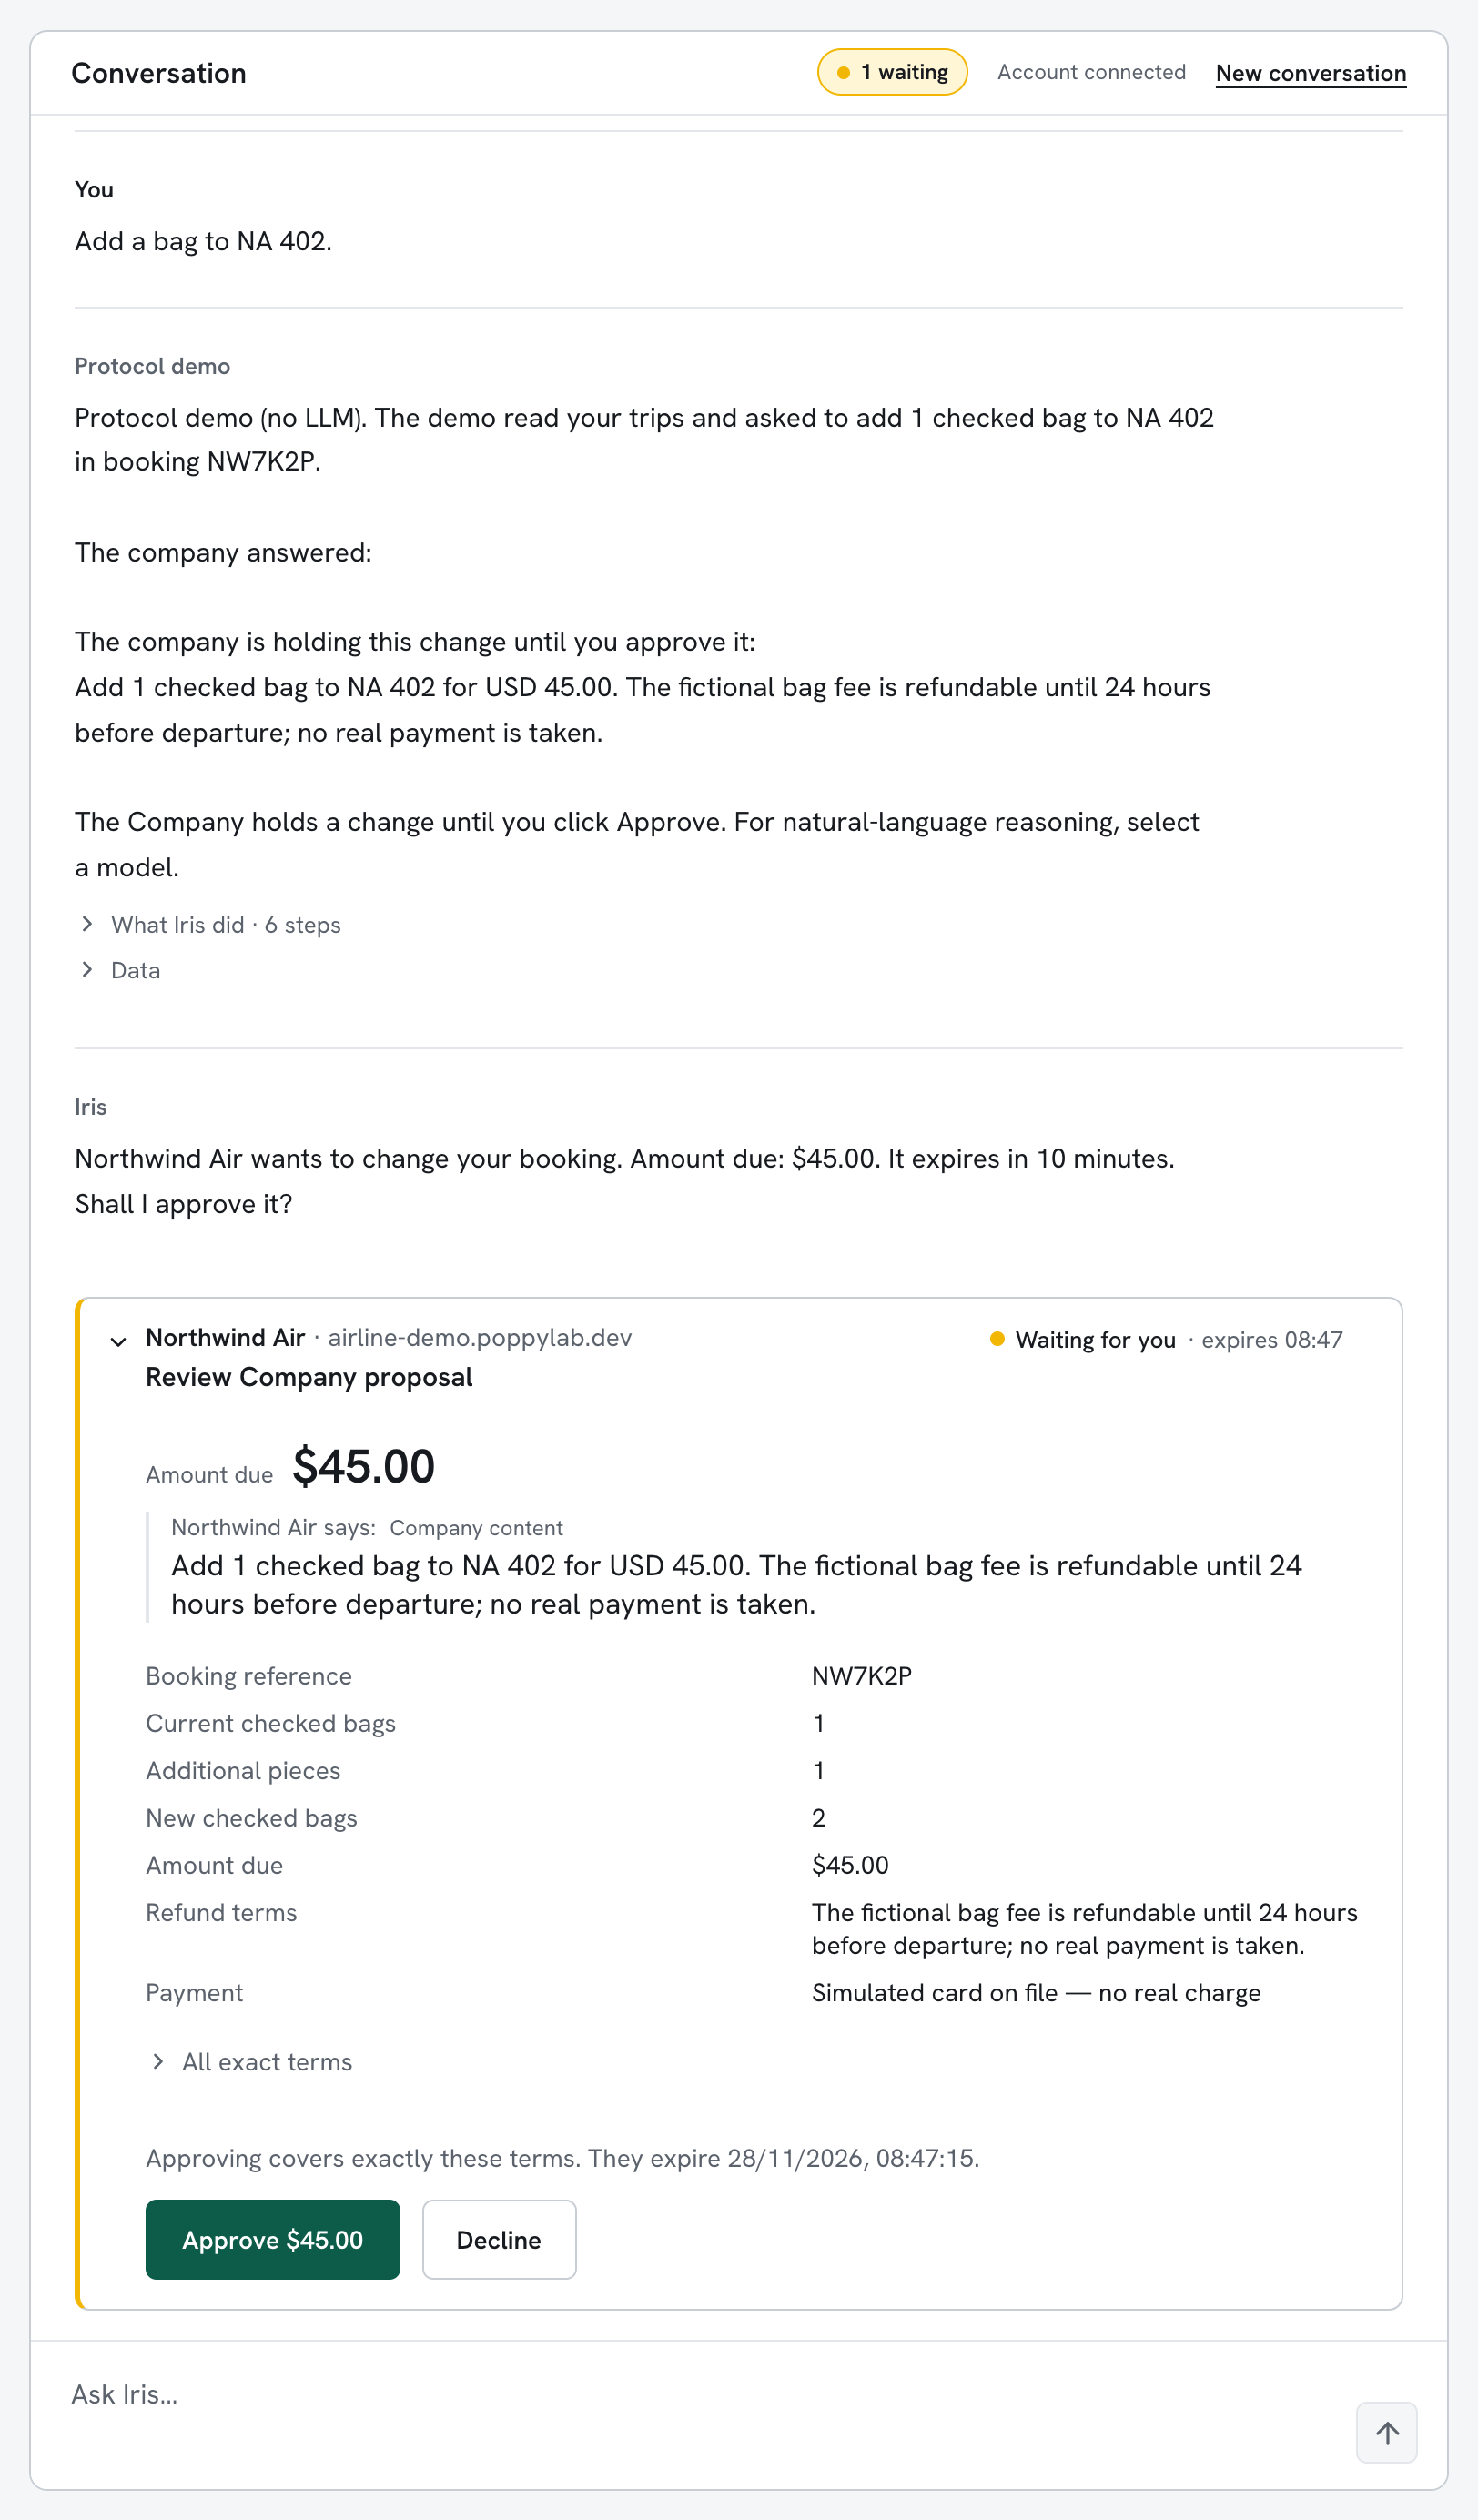 Conversation
1 waiting
Account connected
New conversation
You
Add a bag to NA 402.
Protocol demo
Protocol demo (no LLM). The demo read your trips and asked to add 1 checked bag to NA 402
in booking NW7K2P.
The company answered:
The company is holding this change until you approve it:
Add 1 checked bag to NA 402 for USD 45.00. The fictional bag fee is refundable until 24 hours
before departure; no real payment is taken.
The Company holds a change until you click Approve. For natural-language reasoning, select
a model.
What Iris did · 6 steps
Data
Iris
Northwind Air wants to change your booking. Amount due: $45.00. It expires in 10 minutes.
Shall I approve it?
Northwind Air · airline-demo.poppylab.dev
Waiting for you · expires 08:47
Review Company proposal
Amount due $45.00
Northwind Air says: Company content
Add 1 checked bag to NA 402 for USD 45.00. The fictional bag fee is refundable until 24
hours before departure; no real payment is taken.
Booking reference NW7K2P
Current checked bags 1
Additional pieces 1
New checked bags 2
Amount due $45.00
Refund terms The fictional bag fee is refundable until 24 hours
before departure; no real payment is taken.
Payment Simulated card on file — no real charge
All exact terms
Approving covers exactly these terms. They expire 28/11/2026, 08:47:15.
Approve $45.00
Decline
Ask Iris...